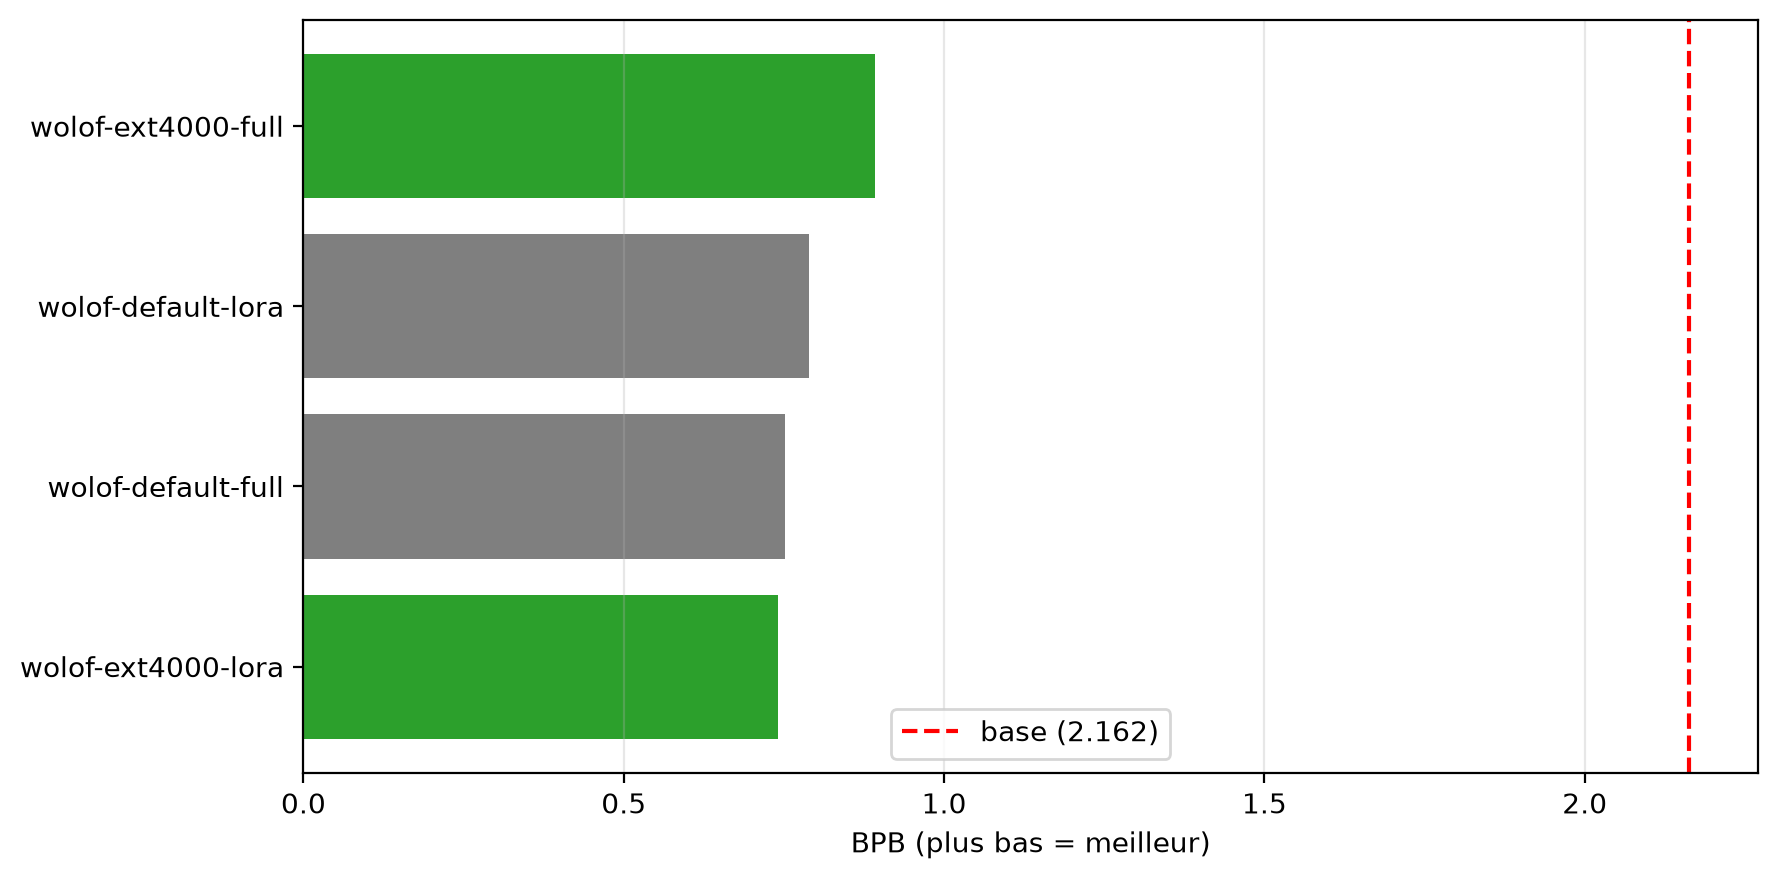 wolof-ext4000-full
wolof-default-lora
wolof-default-full
wolof-ext4000-lora
base (2.162)
0.0 0.5 1.0 1.5 2.0
BPB (plus bas = meilleur)